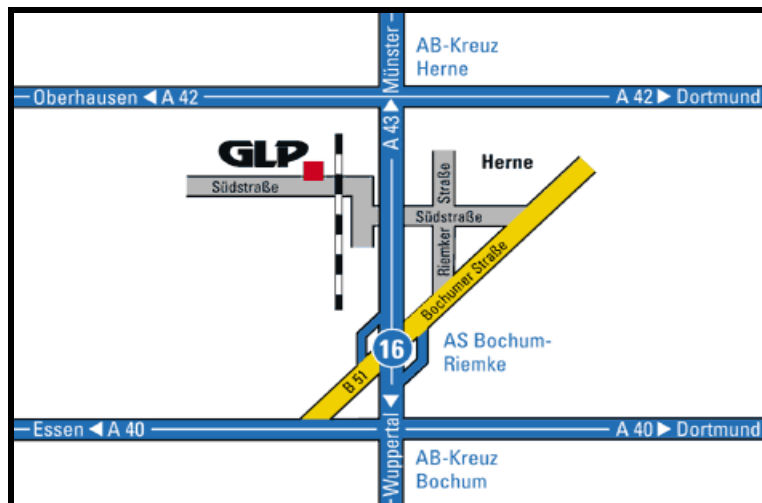 Münster
AB-Kreuz
Herne
Oberhausen ◀ A 42
A 42 ▶ Dortmund
A 43
GLP
Südstraße
Herne
Riemker Straße
Südstraße
Bochumer Straße
16
AS Bochum-
Riemke
B 51
Essen ◀ A 40
A 40 ▶ Dortmund
Wuppertal
AB-Kreuz
Bochum